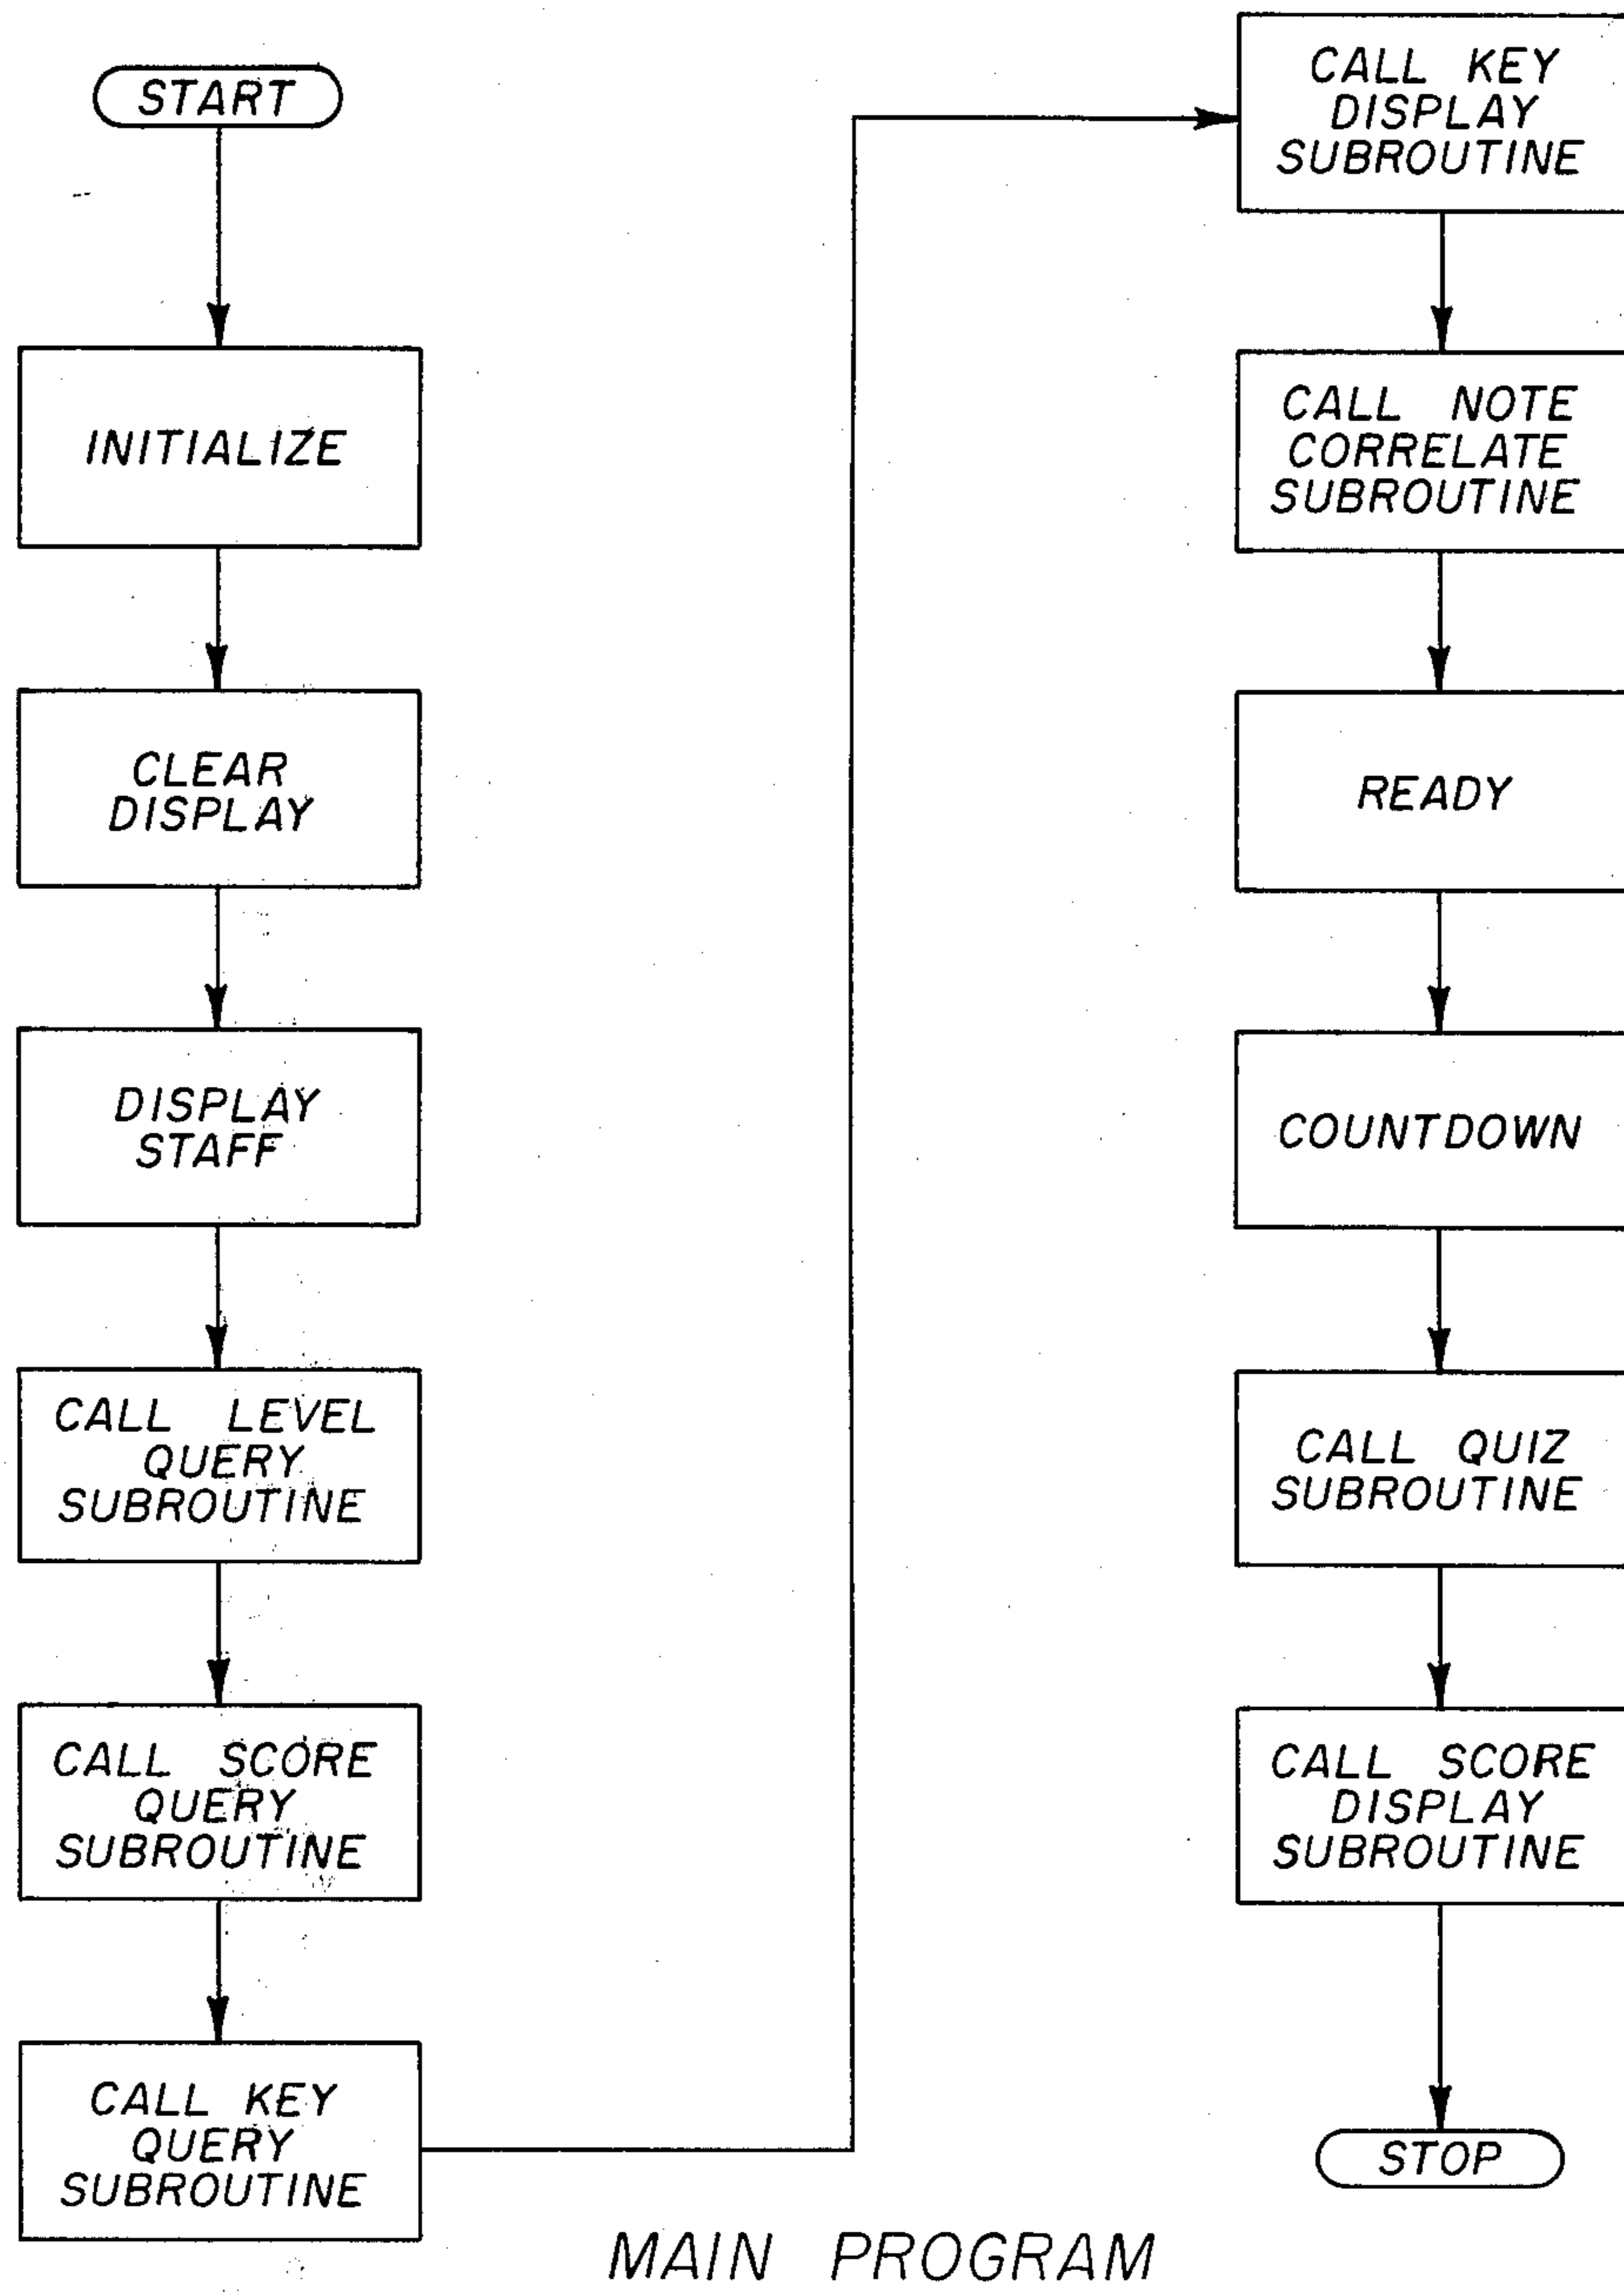 START
INITIALIZE
CLEAR
DISPLAY
DISPLAY
STAFF
CALL LEVEL
QUERY
SUBROUTINE
CALL SCORE
QUERY
SUBROUTINE
CALL KEY
QUERY
SUBROUTINE
CALL KEY
DISPLAY
SUBROUTINE
CALL NOTE
CORRELATE
SUBROUTINE
READY
COUNTDOWN
CALL QUIZ
SUBROUTINE
CALL SCORE
DISPLAY
SUBROUTINE
STOP
MAIN PROGRAM